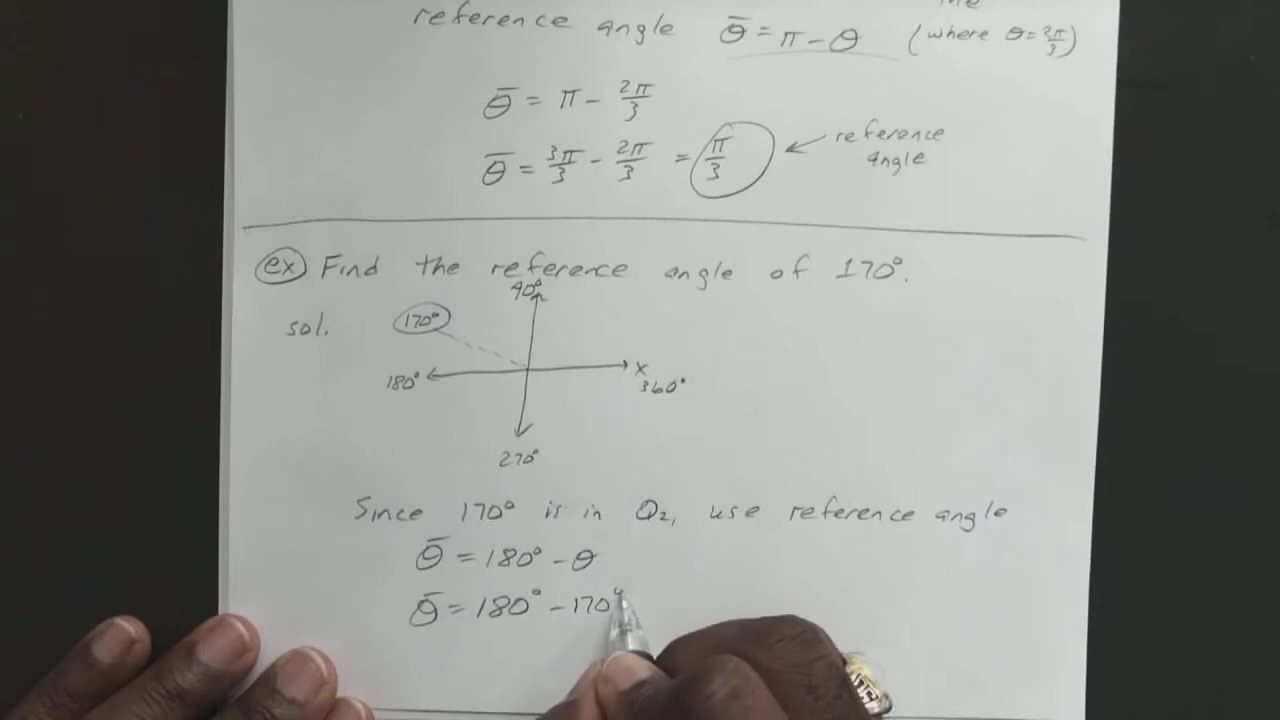 the
reference angle θ̄ = π - θ (where θ = 2π/3)
θ̄ = π - 2π/3
θ̄ = 3π/3 - 2π/3 = π/3 reference angle
ex Find the reference angle of 170°.
sol.
90°
170°
180° x
360°
270°
Since 170° is in Q₂, use reference angle
θ̄ = 180° - θ
θ̄ = 180° - 170°